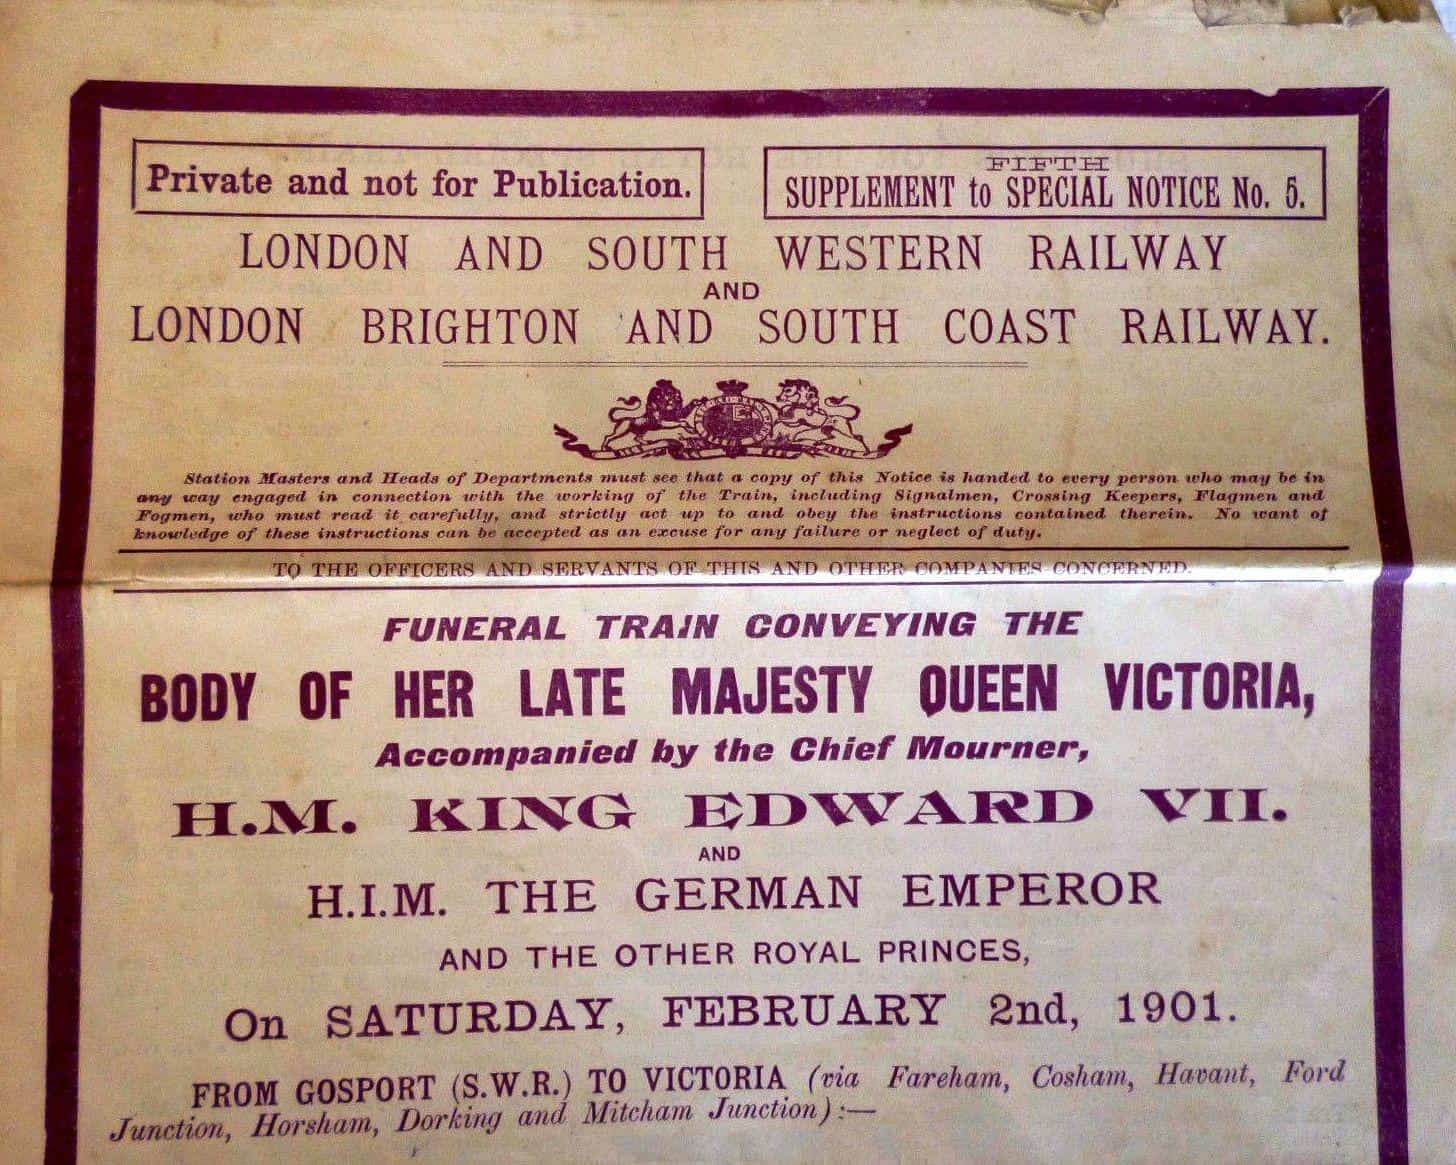 Private and not for Publication.
FIFTH
SUPPLEMENT to SPECIAL NOTICE No. 5.
LONDON AND SOUTH WESTERN RAILWAY
AND
LONDON BRIGHTON AND SOUTH COAST RAILWAY.
Station Masters and Heads of Departments must see that a copy of this Notice is handed to every person who may be in
any way engaged in connection with the working of the Train, including Signalmen, Crossing Keepers, Flagmen and
Fogmen, who must read it carefully, and strictly act up to and obey the instructions contained therein. No want of
knowledge of these instructions can be accepted as an excuse for any failure or neglect of duty.
TO THE OFFICERS AND SERVANTS OF THIS AND OTHER COMPANIES CONCERNED.
FUNERAL TRAIN CONVEYING THE
BODY OF HER LATE MAJESTY QUEEN VICTORIA,
Accompanied by the Chief Mourner,
H.M. KING EDWARD VII.
AND
H.I.M. THE GERMAN EMPEROR
AND THE OTHER ROYAL PRINCES,
On SATURDAY, FEBRUARY 2nd, 1901.
FROM GOSPORT (S.W.R.) TO VICTORIA (via Fareham, Cosham, Havant, Ford
Junction, Horsham, Dorking and Mitcham Junction):—